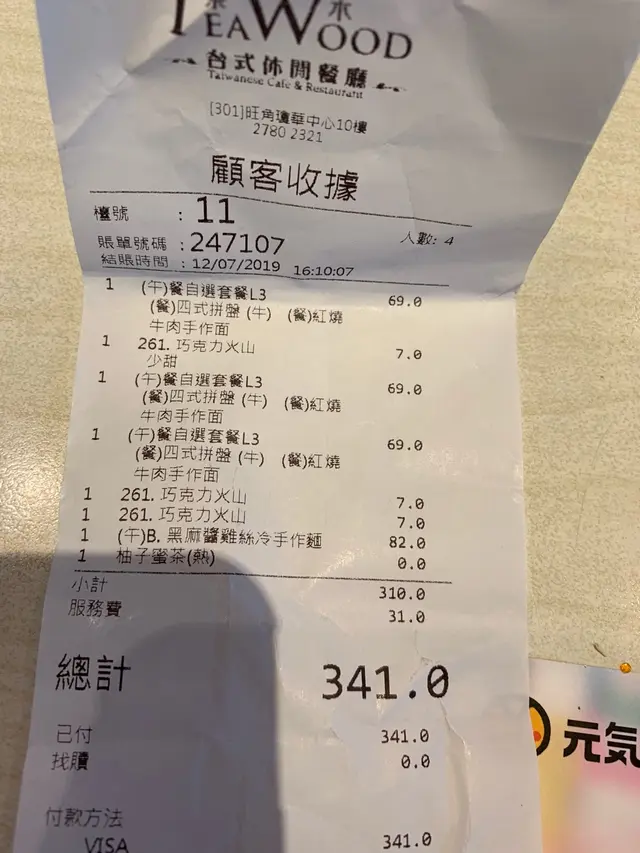 茶 木
TEAWOOD
台式休閒餐廳
Taiwanese Cafe & Restaurant
[301]旺角瓊華中心10樓
2780 2321
顧客收據
檯號 : 11
人數: 4
賬單號碼 : 247107
結賬時間 : 12/07/2019 16:10:07
1 (午)餐自選套餐L3 69.0
(餐)四式拼盤 (牛) (餐)紅燒
牛肉手作面
1 261. 巧克力火山 7.0
少甜
1 (午)餐自選套餐L3 69.0
(餐)四式拼盤 (牛) (餐)紅燒
牛肉手作面
1 (午)餐自選套餐L3 69.0
(餐)四式拼盤 (牛) (餐)紅燒
牛肉手作面
1 261. 巧克力火山 7.0
1 261. 巧克力火山 7.0
1 (午)B. 黑麻醬雞絲冷手作麵 82.0
1 柚子蜜茶(熱) 0.0
小計 310.0
服務費 31.0
總計 341.0
已付 341.0
找贖 0.0
付款方法
VISA 341.0
元気